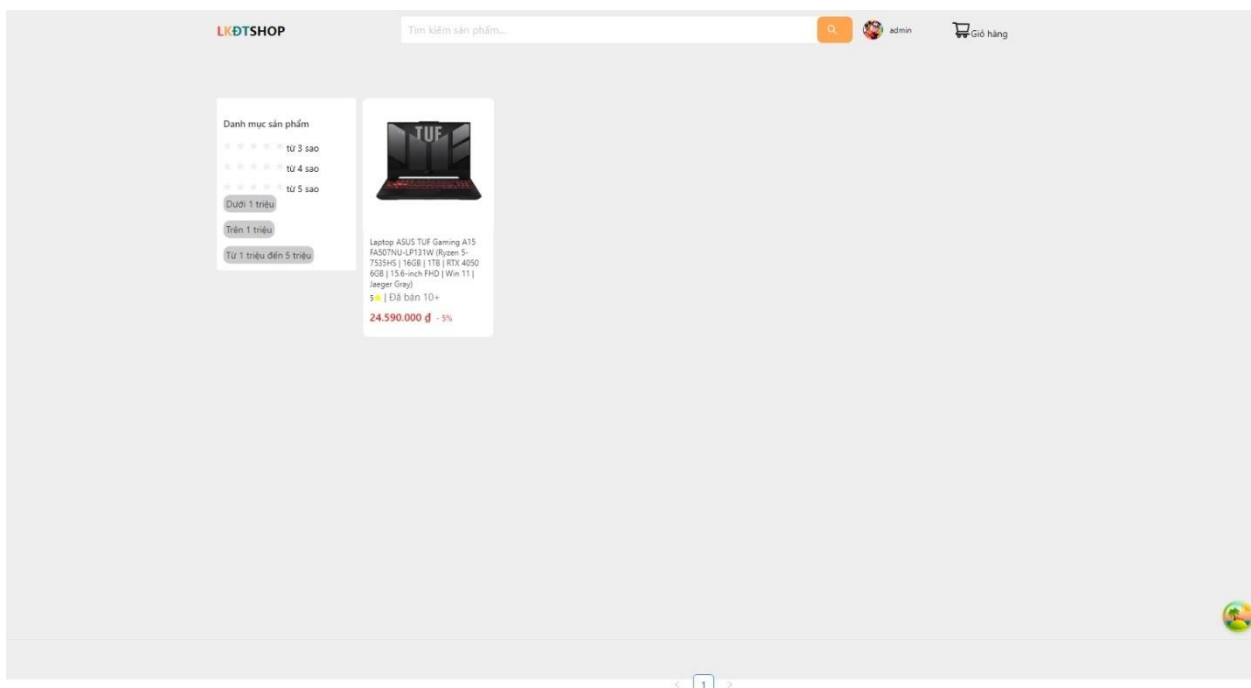 LKĐTSHOP
Tìm kiếm sản phẩm...
admin
Giỏ hàng
Danh mục sản phẩm
từ 3 sao
từ 4 sao
từ 5 sao
Dưới 1 triệu
Trên 1 triệu
Từ 1 triệu đến 5 triệu
TUF
Laptop ASUS TUF Gaming A15
FA507NU-LP131W (Ryzen 5-
7535HS | 16GB | 1TB | RTX 4050
6GB | 15.6-inch FHD | Win 11 |
Jaeger Gray)
5 | Đã bán 10+
24.590.000 ₫ - 5%
< 1 >